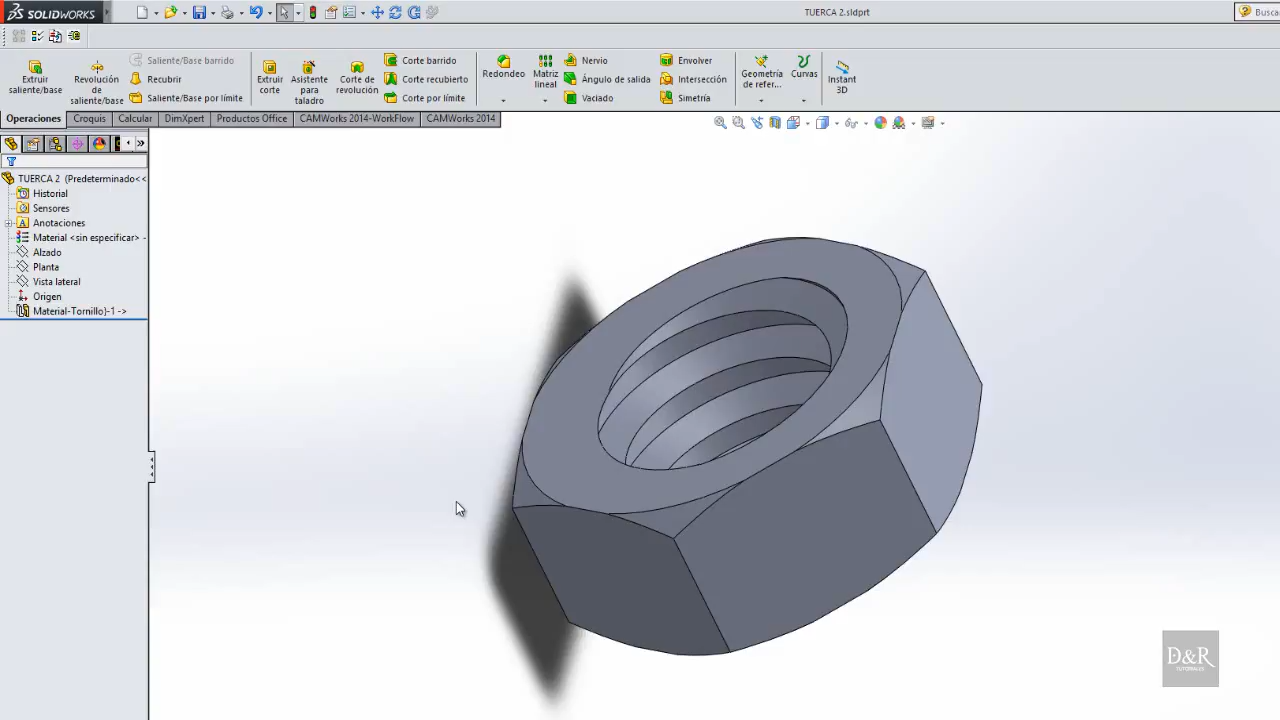 SOLIDWORKS
TUERCA 2.sldprt
Busca
Extruir saliente/base
Revolución de saliente/base
Saliente/Base barrido
Recubrir
Saliente/Base por límite
Extruir corte
Asistente para taladro
Corte de revolución
Corte barrido
Corte recubierto
Corte por límite
Redondeo
Matriz lineal
Nervio
Ángulo de salida
Vaciado
Envolver
Intersección
Simetría
Geometría de refer...
Curvas
Instant 3D
Operaciones
Croquis
Calcular
DimXpert
Productos Office
CAMWorks 2014-WorkFlow
CAMWorks 2014
TUERCA 2 (Predeterminado<<
Historial
Sensores
Anotaciones
Material <sin especificar>
Alzado
Planta
Vista lateral
Origen
Material-Tornillo}-1 ->
D&R
TUTORIALES